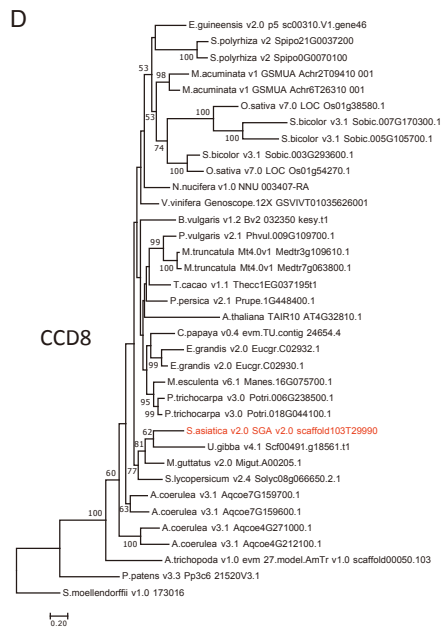 D
E.guineensis v2.0 p5 sc00310.V1.gene46
S.polyrhiza v2 Spipo21G0037200
S.polyrhiza v2 Spipo0G0070100
100
53
M.acuminata v1 GSMUA Achr2T09410 001
98
M.acuminata v1 GSMUA Achr6T26310 001
O.sativa v7.0 LOC Os01g38580.1
100
53
S.bicolor v3.1 Sobic.007G170300.1
100
S.bicolor v3.1 Sobic.005G105700.1
74
S.bicolor v3.1 Sobic.003G293600.1
100
O.sativa v7.0 LOC Os01g54270.1
N.nucifera v1.0 NNU 003407-RA
V.vinifera Genoscope.12X GSVIVT01035626001
B.vulgaris v1.2 Bv2 032350 kesy.t1
P.vulgaris v2.1 Phvul.009G109700.1
99
M.truncatula Mt4.0v1 Medtr3g109610.1
100
M.truncatula Mt4.0v1 Medtr7g063800.1
T.cacao v1.1 Thecc1EG037195t1
P.persica v2.1 Prupe.1G448400.1
A.thaliana TAIR10 AT4G32810.1
C.papaya v0.4 evm.TU.contig 24654.4
CCD8
E.grandis v2.0 Eucgr.C02932.1
99
E.grandis v2.0 Eucgr.C02930.1
M.esculenta v6.1 Manes.16G075700.1
95
P.trichocarpa v3.0 Potri.006G238500.1
99
P.trichocarpa v3.0 Potri.018G044100.1
62
S.asiatica v2.0 SGA v2.0 scaffold103T29990
81
U.gibba v4.1 Scf00491.g18561.t1
M.guttatus v2.0 Migut.A00205.1
77
S.lycopersicum v2.4 Solyc08g066650.2.1
60
A.coerulea v3.1 Aqcoe7G159700.1
63
A.coerulea v3.1 Aqcoe7G159600.1
100
A.coerulea v3.1 Aqcoe4G271000.1
100
A.coerulea v3.1 Aqcoe4G212100.1
A.trichopoda v1.0 evm 27.model.AmTr v1.0 scaffold00050.103
P.patens v3.3 Pp3c6 21520V3.1
S.moellendorffii v1.0 173016
0.20